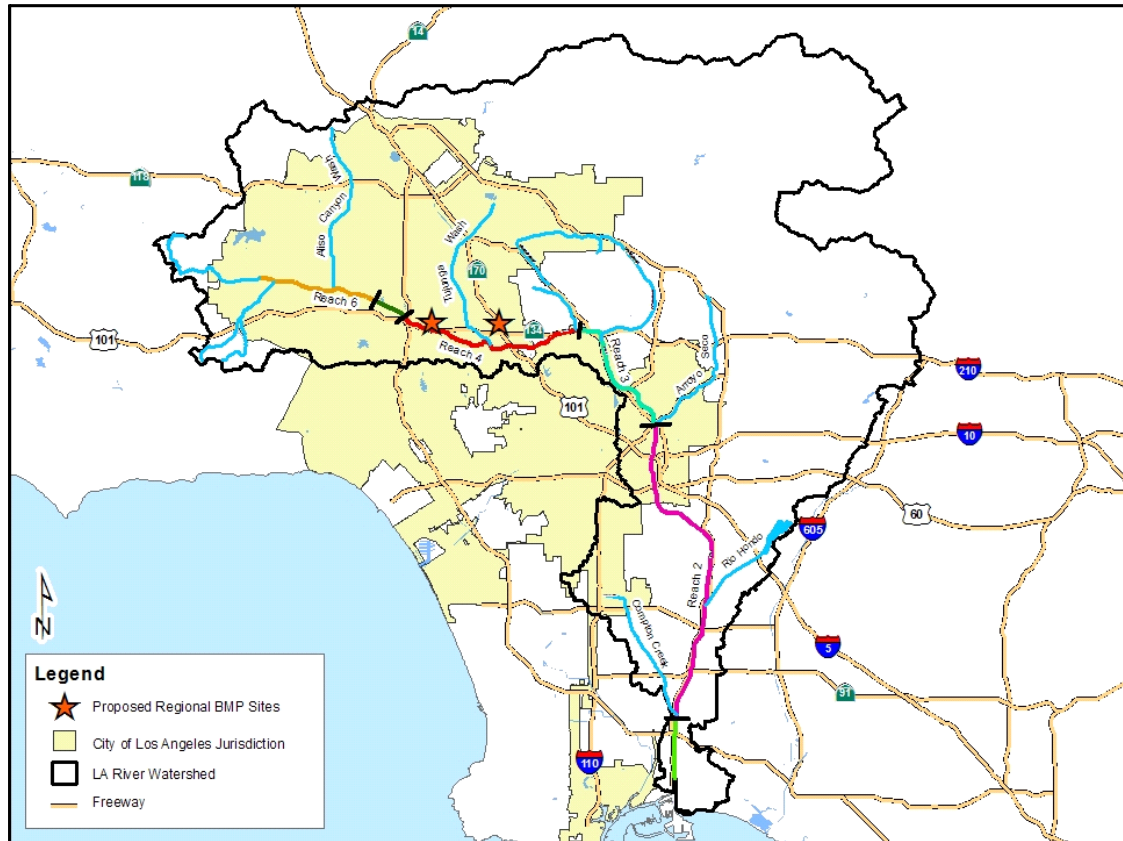 14
118
Aliso Canyon Wash
Tujunga Wash
170
Reach 6
134
101
Reach 4
Reach 3
Arroyo Seco
210
101
10
60
605
Rio Hondo
Reach 2
Compton Creek
5
91
110
N
Legend
Proposed Regional BMP Sites
City of Los Angeles Jurisdiction
LA River Watershed
Freeway